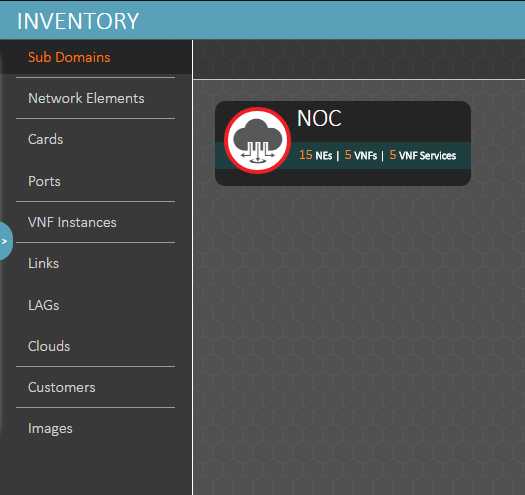 INVENTORY
Sub Domains
Network Elements
Cards
Ports
VNF Instances
>
Links
LAGs
Clouds
Customers
Images
NOC
15 NEs | 5 VNFs | 5 VNF Services